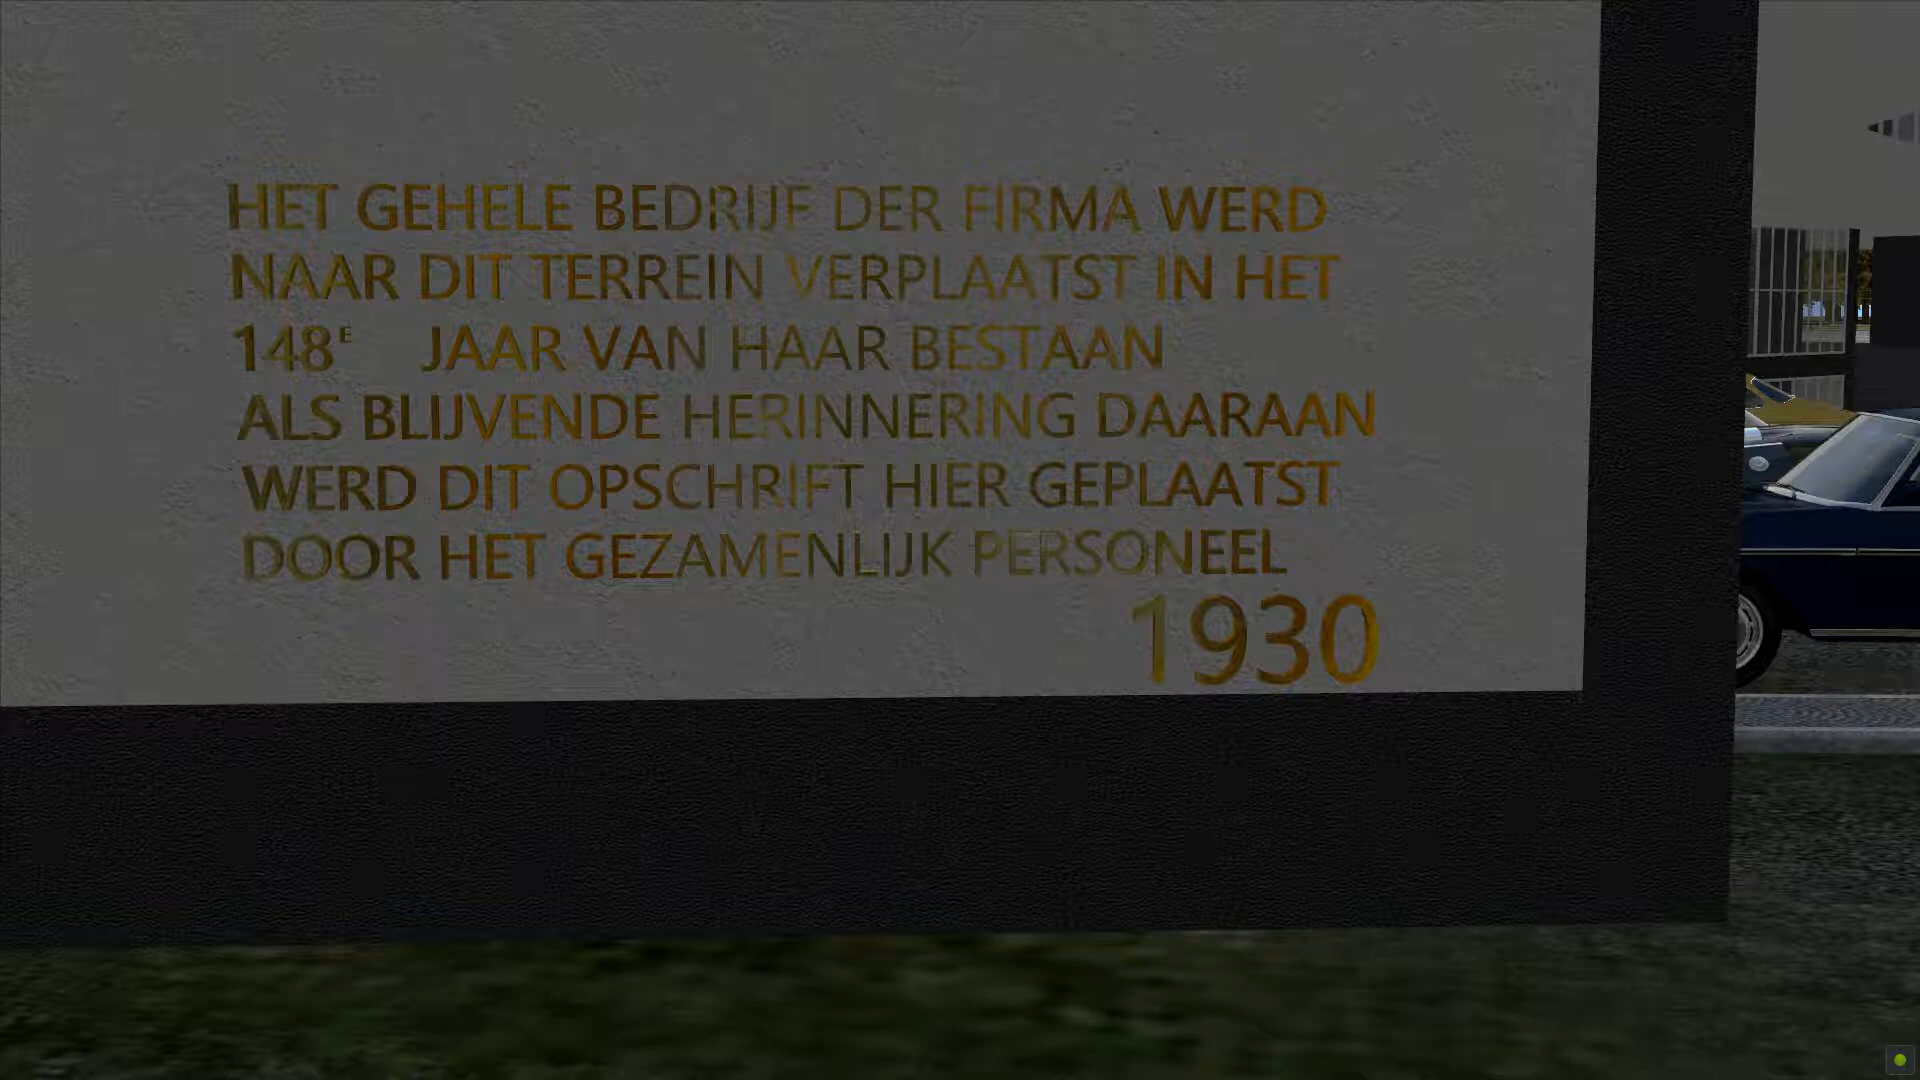 HET GEHELE BEDRIJF DER FIRMA WERD
NAAR DIT TERREIN VERPLAATST IN HET
148E JAAR VAN HAAR BESTAAN
ALS BLIJVENDE HERINNERING DAARAAN
WERD DIT OPSCHRIFT HIER GEPLAATST
DOOR HET GEZAMENLIJK PERSONEEL
1930